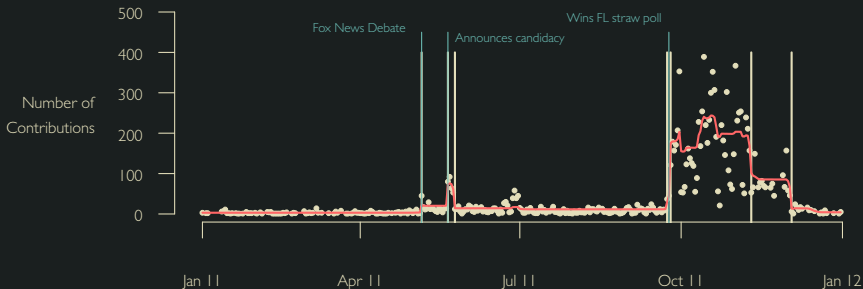 500
Wins FL straw poll
Fox News Debate
Announces candidacy
400
300
Number of
Contributions
200
100
0
Jan 11
Apr 11
Jul 11
Oct 11
Jan 12